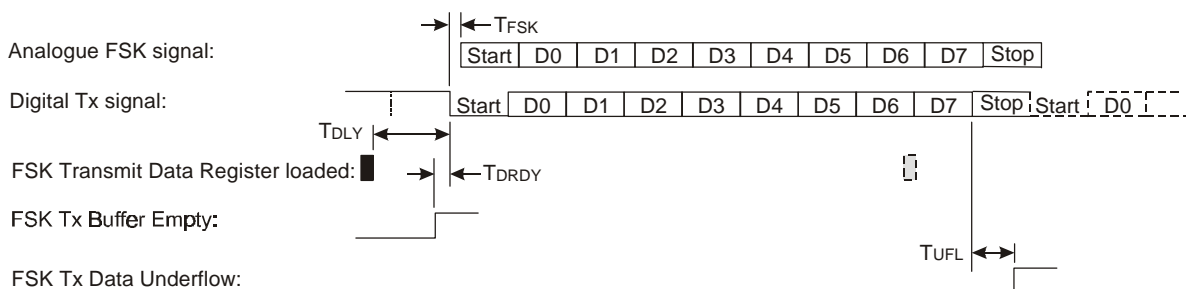 TFSK
Analogue FSK signal: Start D0 D1 D2 D3 D4 D5 D6 D7 Stop
Digital Tx signal: Start D0 D1 D2 D3 D4 D5 D6 D7 Stop Start D0
TDLY
FSK Transmit Data Register loaded: TDRDY
FSK Tx Buffer Empty:
TUFL
FSK Tx Data Underflow: